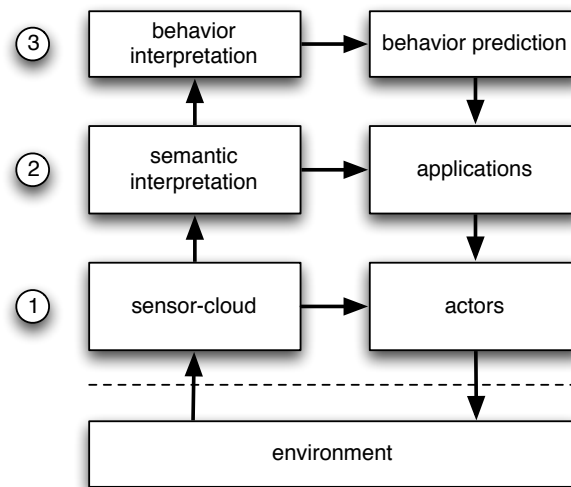 3
behavior
interpretation
behavior prediction
2
semantic
interpretation
applications
1
sensor-cloud
actors
environment